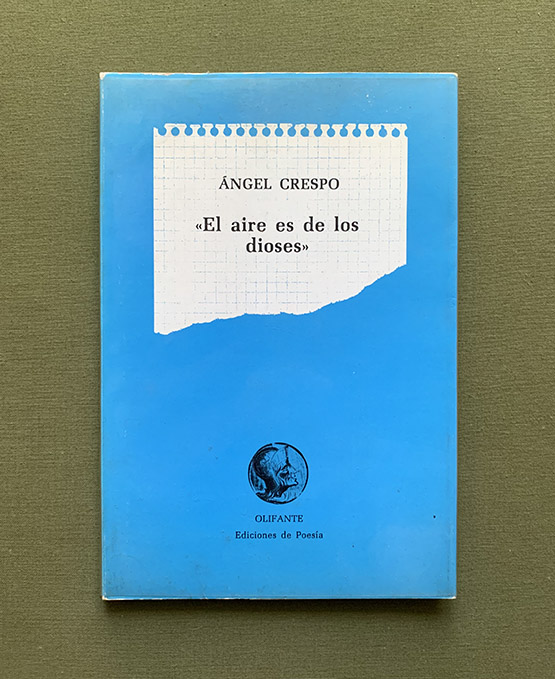 ÁNGEL CRESPO
«El aire es de los
dioses»
OLIFANTE
Ediciones de Poesía